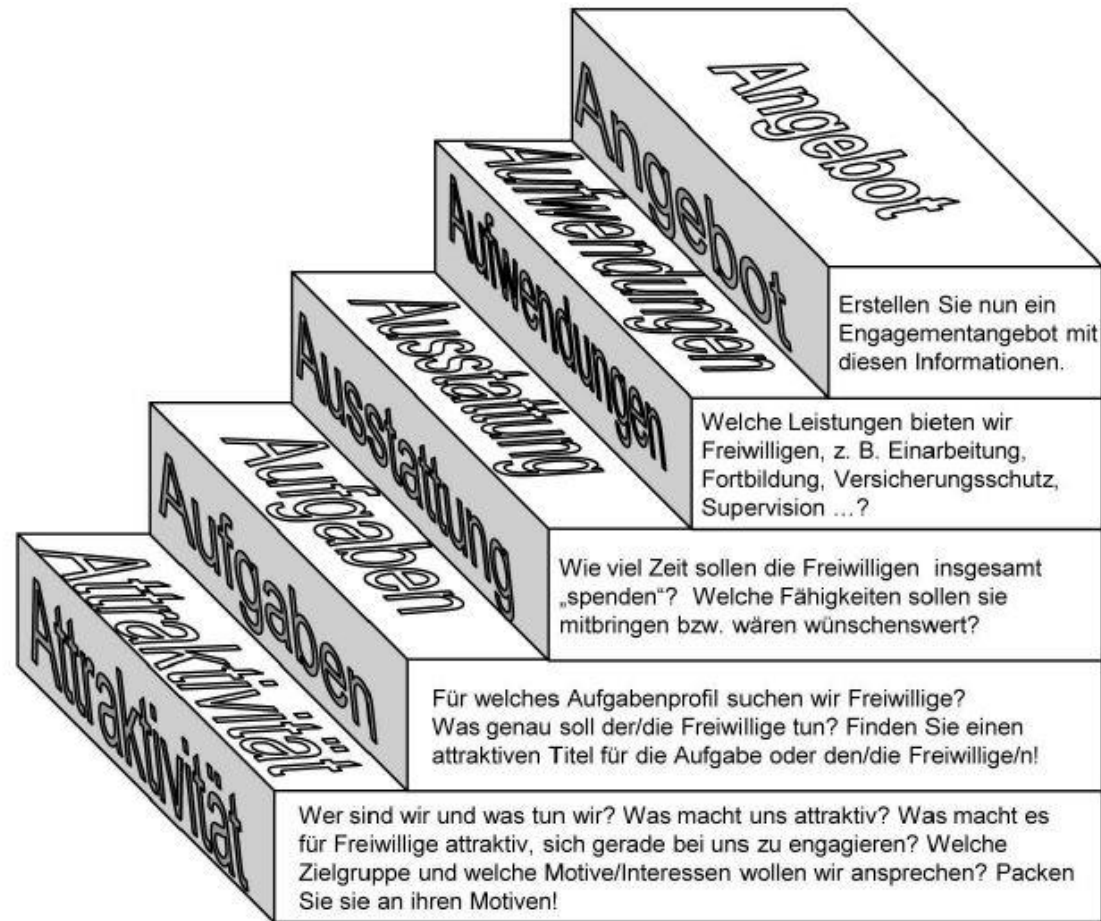 Angebot
Angebot
Erstellen Sie nun ein
Engagementangebot mit
diesen Informationen.
Aufwendungen
Aufwendungen
Welche Leistungen bieten wir
Freiwilligen, z. B. Einarbeitung,
Fortbildung, Versicherungsschutz,
Supervision …?
Ausstattung
Ausstattung
Wie viel Zeit sollen die Freiwilligen insgesamt
„spenden“? Welche Fähigkeiten sollen sie
mitbringen bzw. wären wünschenswert?
Aufgaben
Aufgaben
Für welches Aufgabenprofil suchen wir Freiwillige?
Was genau soll der/die Freiwillige tun? Finden Sie einen
attraktiven Titel für die Aufgabe oder den/die Freiwillige/n!
Attraktivität
Attraktivität
Wer sind wir und was tun wir? Was macht uns attraktiv? Was macht es
für Freiwillige attraktiv, sich gerade bei uns zu engagieren? Welche
Zielgruppe und welche Motive/Interessen wollen wir ansprechen? Packen
Sie sie an ihren Motiven!